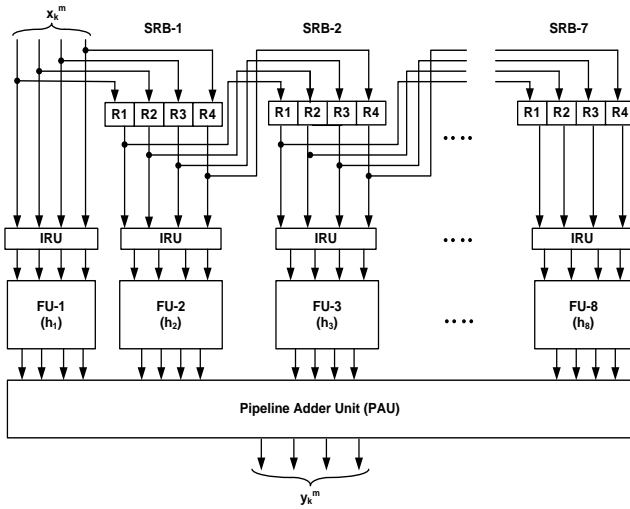 x_k^m
SRB-1 SRB-2 SRB-7
R1 R2 R3 R4 R1 R2 R3 R4 R1 R2 R3 R4
....
IRU IRU IRU .... IRU
FU-1 FU-2 FU-3 FU-8
(h₁) (h₂) (h₃) .... (h₈)
Pipeline Adder Unit (PAU)
y_k^m